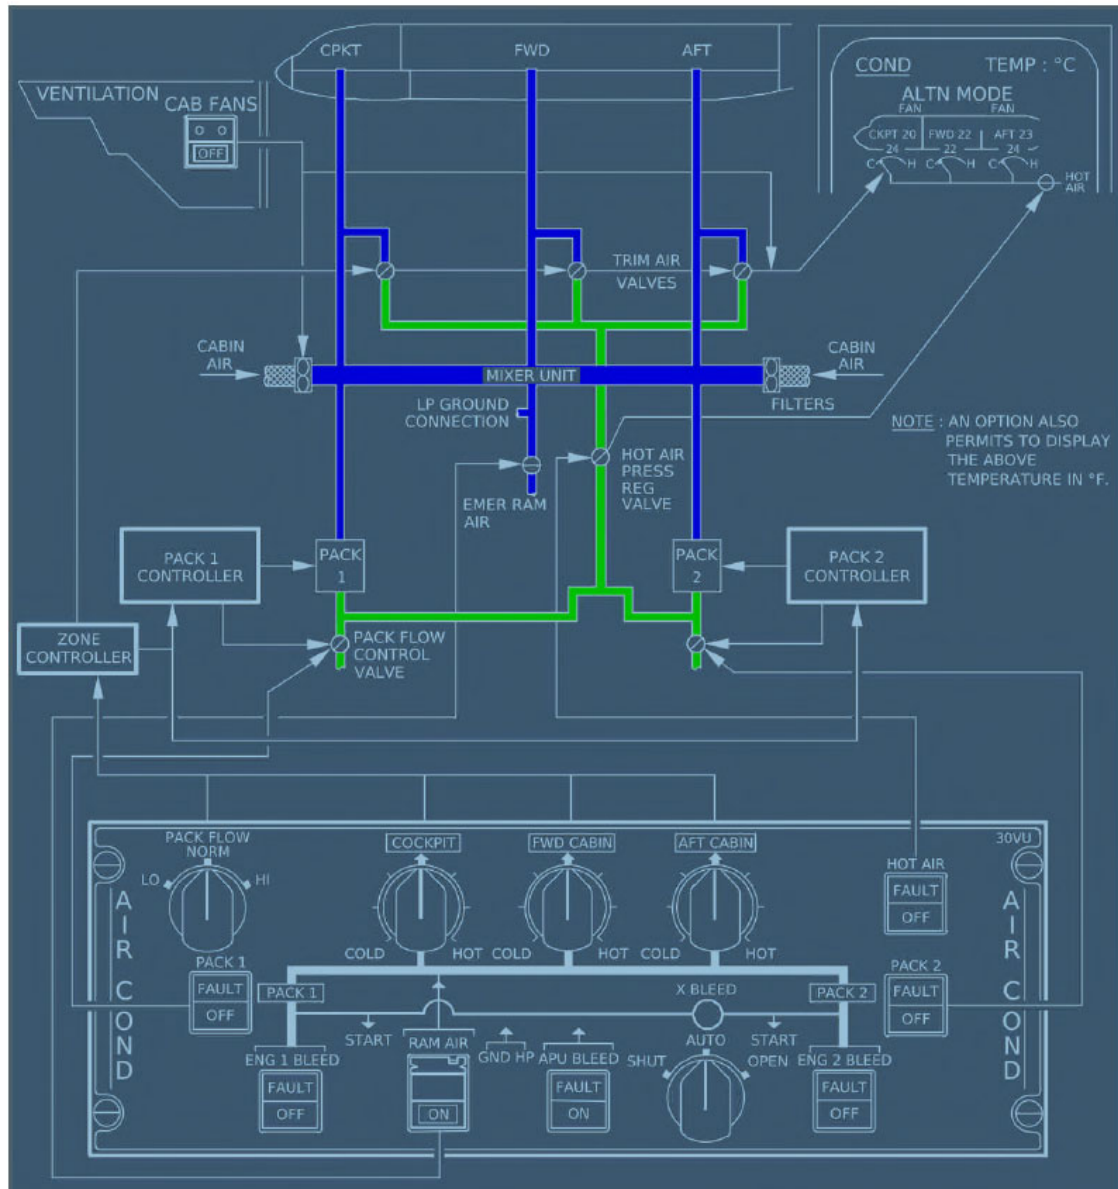 CPKT
FWD
AFT
VENTILATION
CAB FANS
OFF
COND
TEMP : °C
ALTN MODE
FAN
FAN
CKPT 20
FWD 22
AFT 23
24
22
24
C H
C H
C H
HOT
AIR
TRIM AIR
VALVES
CABIN
AIR
MIXER UNIT
CABIN
AIR
FILTERS
LP GROUND
CONNECTION
NOTE : AN OPTION ALSO
PERMITS TO DISPLAY
THE ABOVE
TEMPERATURE IN °F.
HOT AIR
PRESS
REG
VALVE
EMER RAM
AIR
PACK 1
CONTROLLER
PACK
1
PACK
2
PACK 2
CONTROLLER
ZONE
CONTROLLER
PACK FLOW
CONTROL
VALVE
PACK FLOW
NORM
LO
HI
COCKPIT
FWD CABIN
AFT CABIN
30VU
HOT AIR
FAULT
OFF
AIR COND
COLD
HOT
COLD
HOT
COLD
HOT
AIR COND
PACK 1
FAULT
OFF
PACK 1
X BLEED
PACK 2
PACK 2
FAULT
OFF
START
RAM AIR
GND HP
APU BLEED
AUTO
START
SHUT
OPEN
ENG 1 BLEED
FAULT
OFF
ON
FAULT
ON
ENG 2 BLEED
FAULT
OFF